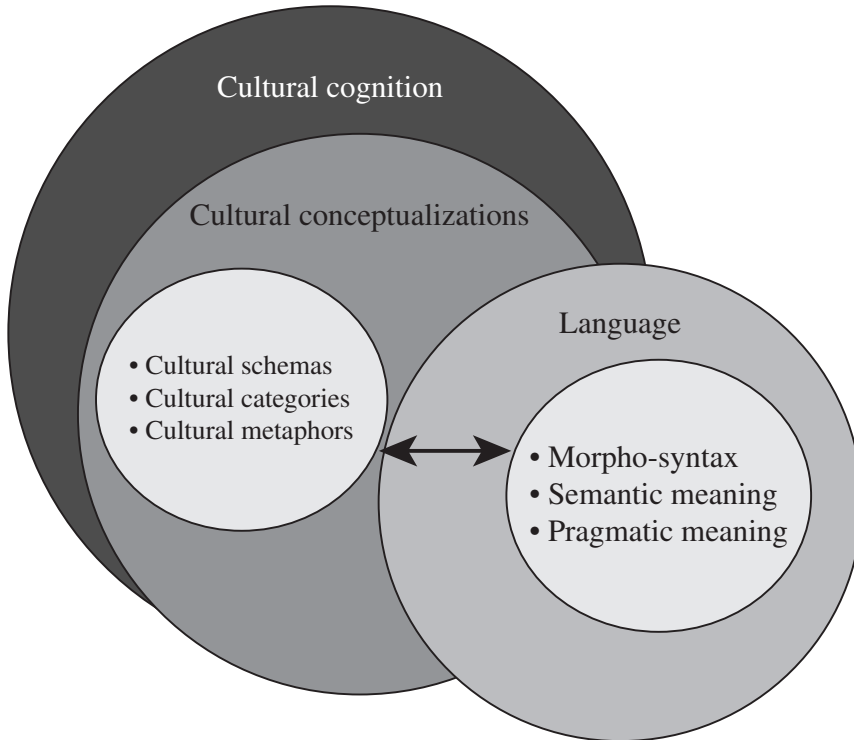 Cultural cognition
Cultural conceptualizations
• Cultural schemas
• Cultural categories
• Cultural metaphors
Language
• Morpho-syntax
• Semantic meaning
• Pragmatic meaning